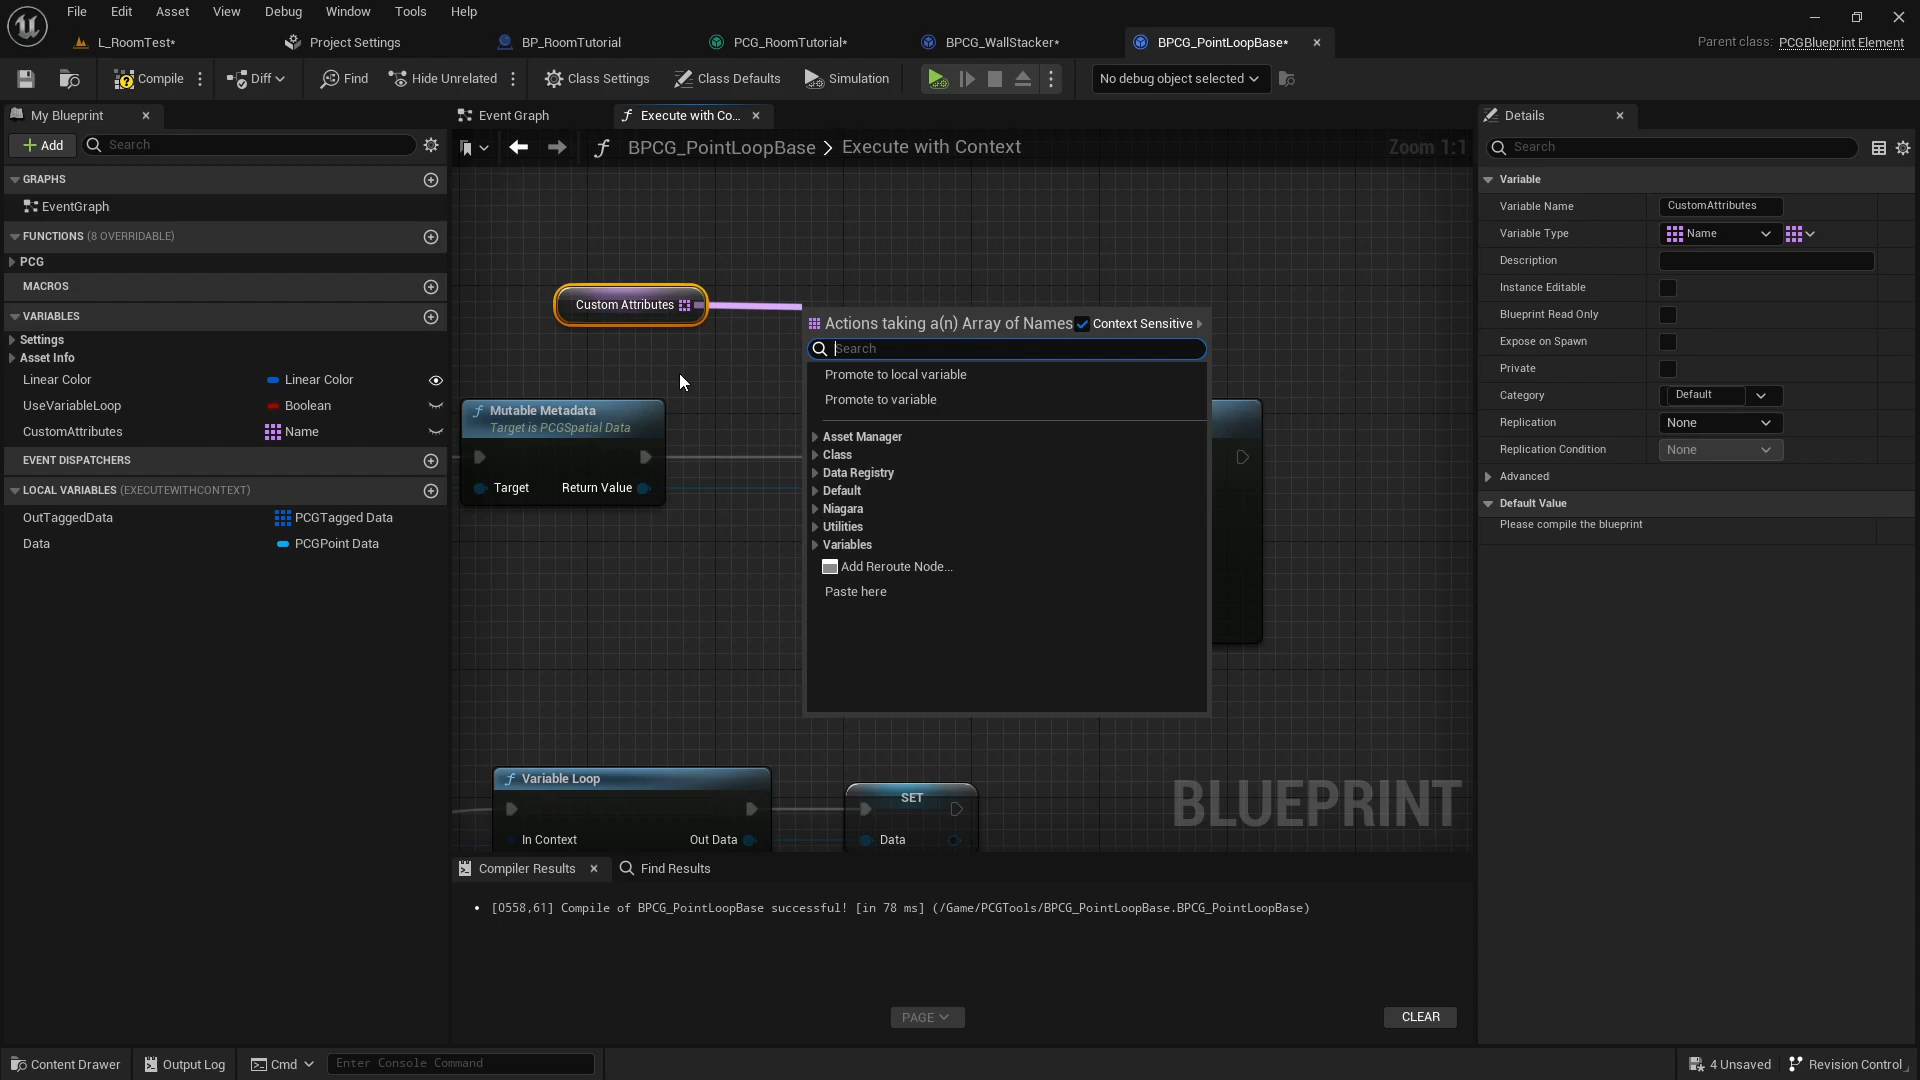 File Edit Asset View Debug Window Tools Help
L_RoomTest* Project Settings BP_RoomTutorial PCG_RoomTutorial* BPCG_WallStacker* BPCG_PointLoopBase* Parent class: PCGBlueprint Element
Compile Diff Find Hide Unrelated Class Settings Class Defaults Simulation No debug object selected
My Blueprint Event Graph Execute with Co... Details
Add Search BPCG_PointLoopBase > Execute with Context Zoom 1:1 Search
GRAPHS
EventGraph
FUNCTIONS (8 OVERRIDABLE)
PCG
MACROS
VARIABLES
Settings
Asset Info
Linear Color Linear Color
UseVariableLoop Boolean
CustomAttributes Name
EVENT DISPATCHERS
LOCAL VARIABLES (EXECUTEWITHCONTEXT)
OutTaggedData PCGTagged Data
Data PCGPoint Data
Custom Attributes
Mutable Metadata
Target is PCGSpatial Data
Target Return Value
Actions taking a(n) Array of Names Context Sensitive
Search
Promote to local variable
Promote to variable
Asset Manager
Class
Data Registry
Default
Niagara
Utilities
Variables
Add Reroute Node...
Paste here
Variable Loop
In Context Out Data
SET
Data
BLUEPRINT
Variable
Variable Name CustomAttributes
Variable Type Name
Description
Instance Editable
Blueprint Read Only
Expose on Spawn
Private
Category Default
Replication None
Replication Condition None
Advanced
Default Value
Please compile the blueprint
Compiler Results Find Results
• [0558,61] Compile of BPCG_PointLoopBase successful! [in 78 ms] (/Game/PCGTools/BPCG_PointLoopBase.BPCG_PointLoopBase)
PAGE CLEAR
Content Drawer Output Log Cmd Enter Console Command 4 Unsaved Revision Control